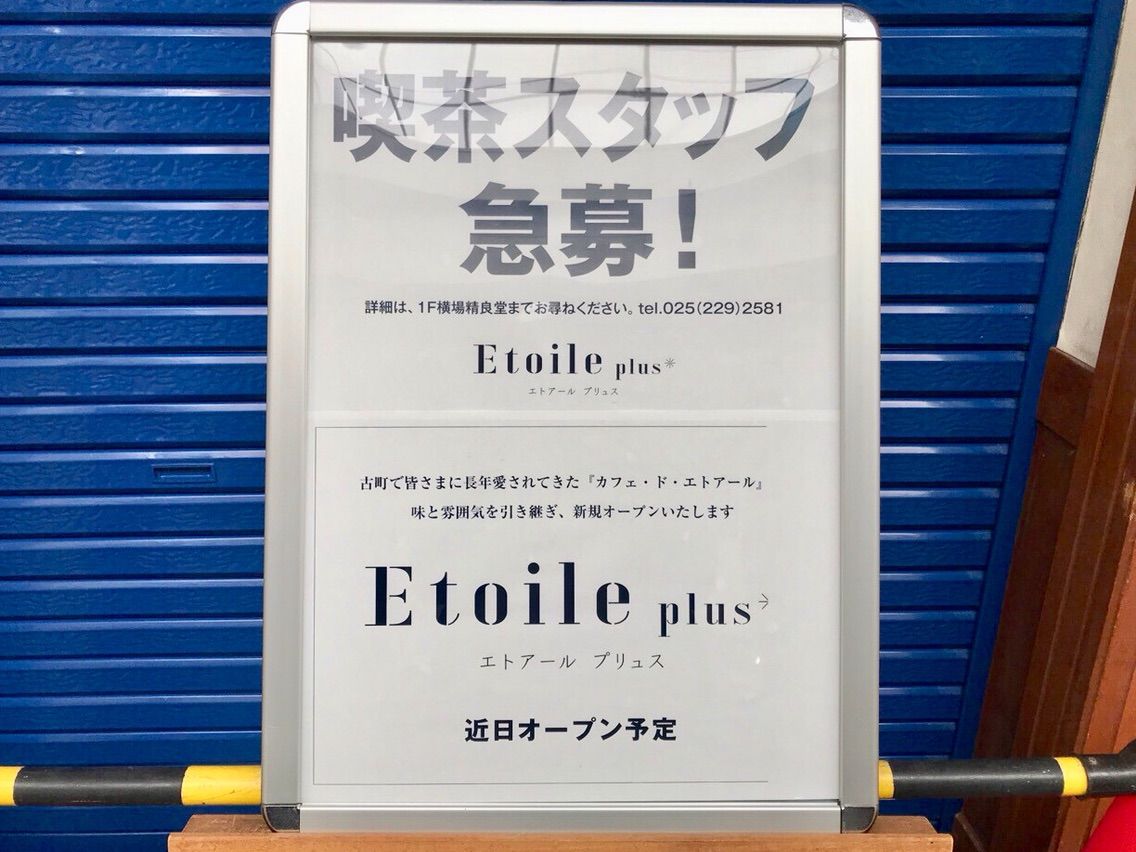 喫茶スタッフ
急募！
詳細は、1F横場精良堂までお尋ねください。tel.025(229)2581
Etoile plus*
エトアール プリュス
古町で皆さまに長年愛されてきた『カフェ・ド・エトアール』
味と雰囲気を引き継ぎ、新規オープンいたします
Etoile plus
エトアール プリュス
近日オープン予定